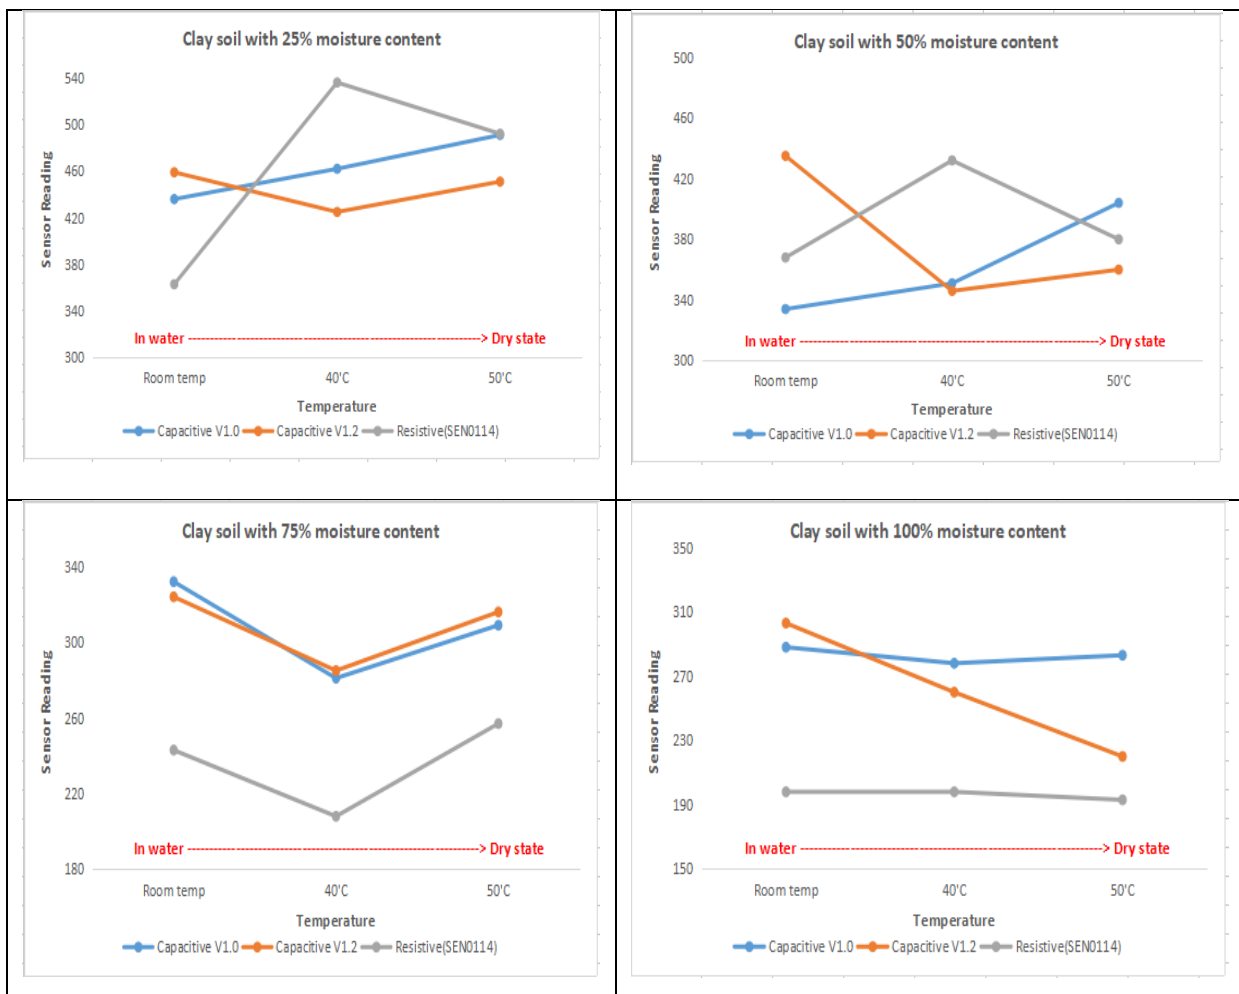 Clay soil with 25% moisture content
540
500
460
420
380
340
300
Sensor Reading
In water ---------------------------------------------------------> Dry state
Room temp 40'C 50'C
Temperature
Capacitive V1.0 Capacitive V1.2 Resistive(SEN0114)
Clay soil with 50% moisture content
500
460
420
380
340
300
Sensor Reading
In water ---------------------------------------------------------> Dry state
Room temp 40'C 50'C
Temperature
Capacitive V1.0 Capacitive V1.2 Resistive(SEN0114)
Clay soil with 75% moisture content
340
300
260
220
180
Sensor Reading
In water ---------------------------------------------------------> Dry state
Room temp 40'C 50'C
Temperature
Capacitive V1.0 Capacitive V1.2 Resistive(SEN0114)
Clay soil with 100% moisture content
350
310
270
230
190
150
Sensor Reading
In water ---------------------------------------------------------> Dry state
Room temp 40'C 50'C
Temperature
Capacitive V1.0 Capacitive V1.2 Resistive(SEN0114)